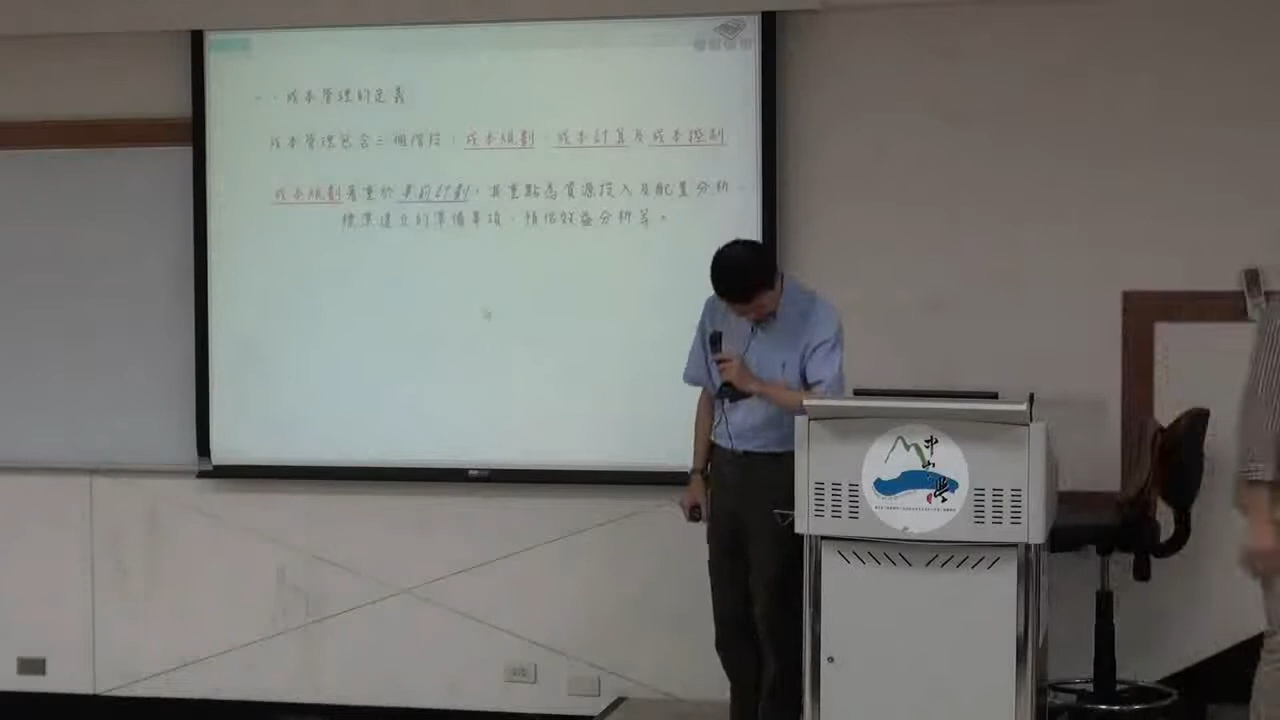 一、成本管理的定義
成本管理包含三個階段：成本規劃、成本計算及成本控制
成本規劃著重於事前計劃，其重點為資源投入及配置分析、
標準建立的準備事項、預估效益分析等。
中山學